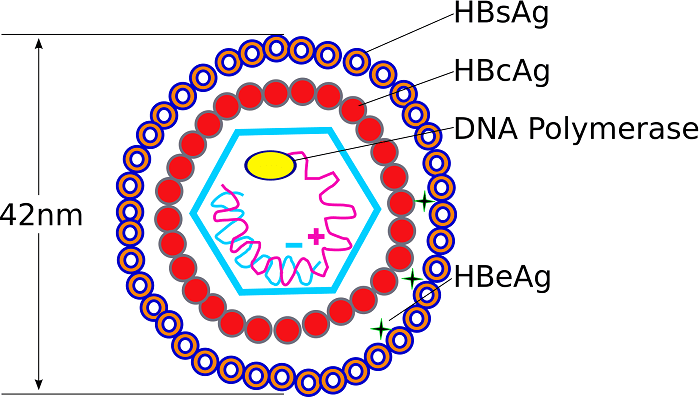 HBsAg
HBcAg
DNA Polymerase
42nm
HBeAg
− +